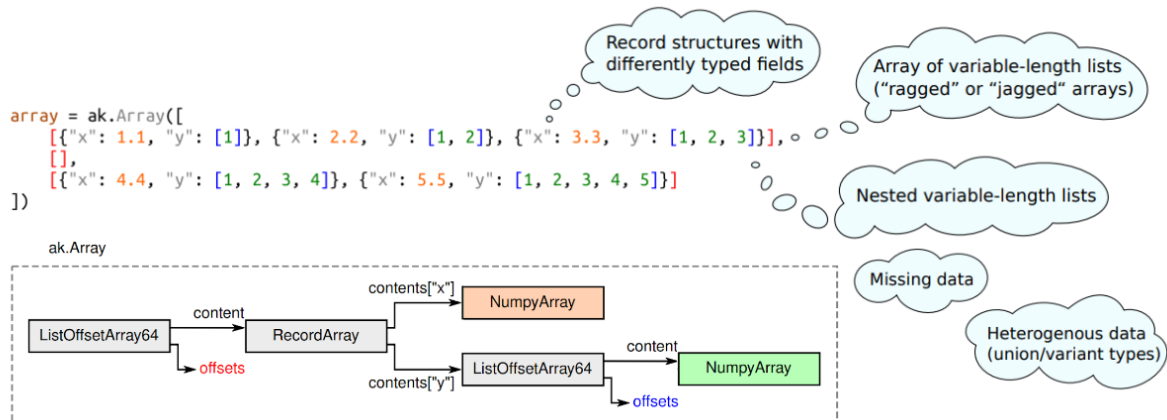 Record structures with
differently typed fields
Array of variable-length lists
(“ragged” or “jagged“ arrays)
array = ak.Array([
    [{"x": 1.1, "y": [1]}, {"x": 2.2, "y": [1, 2]}, {"x": 3.3, "y": [1, 2, 3]}],
    [],
    [{"x": 4.4, "y": [1, 2, 3, 4]}, {"x": 5.5, "y": [1, 2, 3, 4, 5]}]
])
Nested variable-length lists
ak.Array
Missing data
contents["x"]
NumpyArray
content
ListOffsetArray64
RecordArray
offsets
contents["y"]
ListOffsetArray64
content
NumpyArray
offsets
Heterogenous data
(union/variant types)